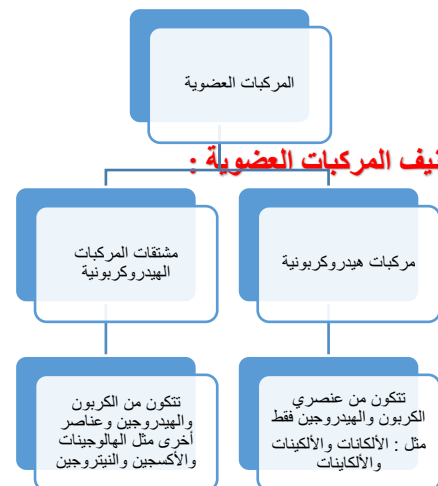 المركبات العضوية
نيف المركبات العضوية :
مركبات هيدروكربونية
مشتقات المركبات
الهيدروكربونية
تتكون من عنصري
الكربون والهيدروجين فقط
مثل : الألكانات والألكينات
والألكاينات
تتكون من الكربون
والهيدروجين وعناصر
أخرى مثل الهالوجينات
والأكسجين والنيتروجين